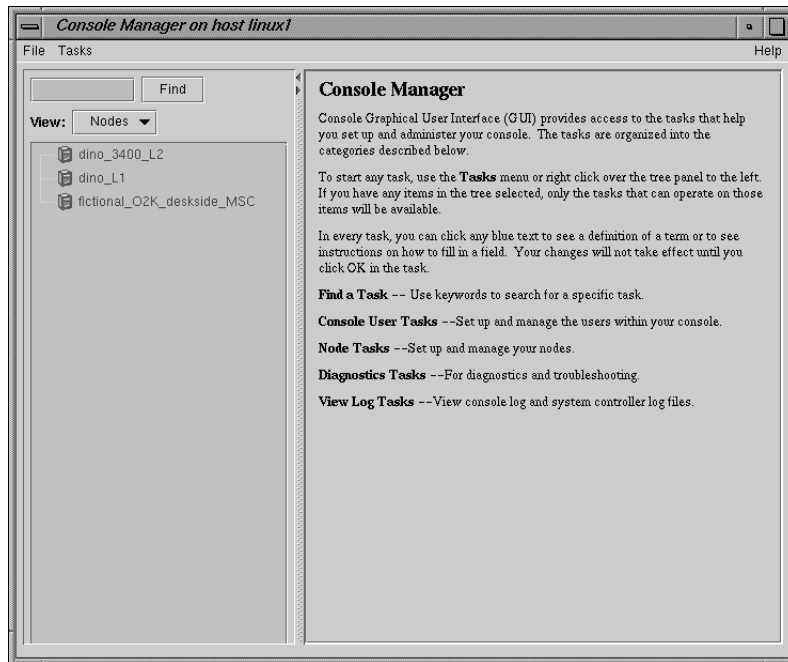 Console Manager on host linux1
File Tasks Help
Find
View: Nodes
dino_3400_L2
dino_L1
fictional_O2K_deskside_MSC
Console Manager
Console Graphical User Interface (GUI) provides access to the tasks that help
you set up and administer your console. The tasks are organized into the
categories described below.
To start any task, use the Tasks menu or right click over the tree panel to the left.
If you have any items in the tree selected, only the tasks that can operate on those
items will be available.
In every task, you can click any blue text to see a definition of a term or to see
instructions on how to fill in a field. Your changes will not take effect until you
click OK in the task.
Find a Task -- Use keywords to search for a specific task.
Console User Tasks --Set up and manage the users within your console.
Node Tasks --Set up and manage your nodes.
Diagnostics Tasks --For diagnostics and troubleshooting.
View Log Tasks --View console log and system controller log files.